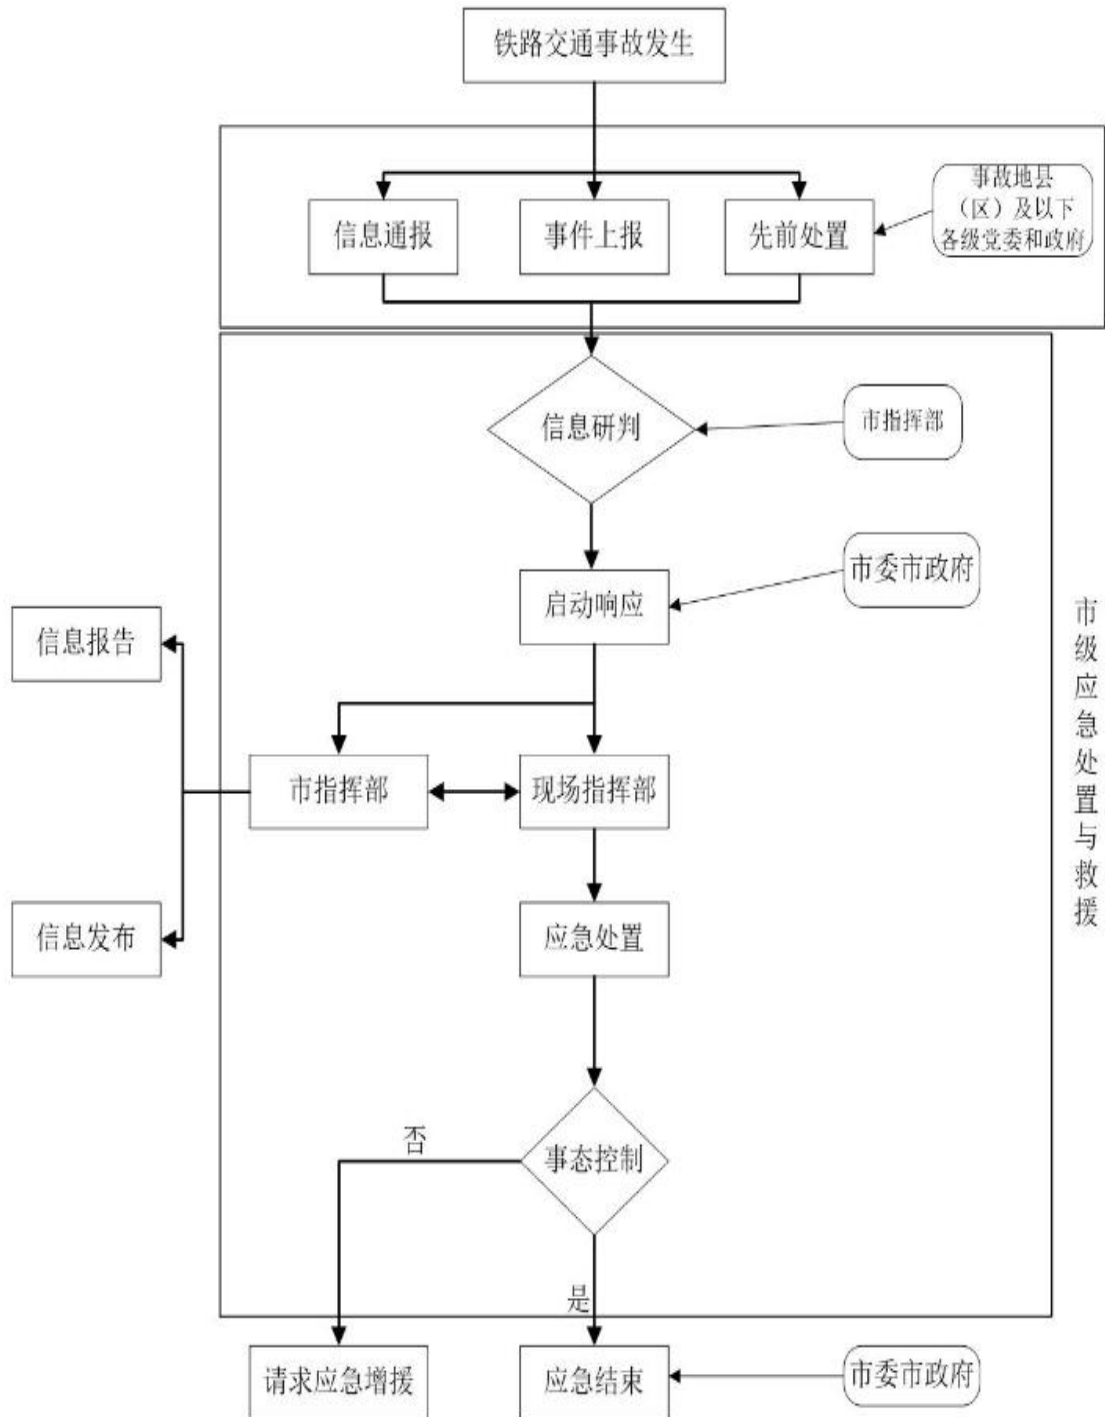 铁路交通事故发生
信息通报
事件上报
先前处置
事故地县
（区）及以下
各级党委和政府
信息研判
市指挥部
启动响应
市委市政府
信息报告
市指挥部
现场指挥部
信息发布
应急处置
市级应急处置与救援
否
事态控制
是
请求应急增援
应急结束
市委市政府